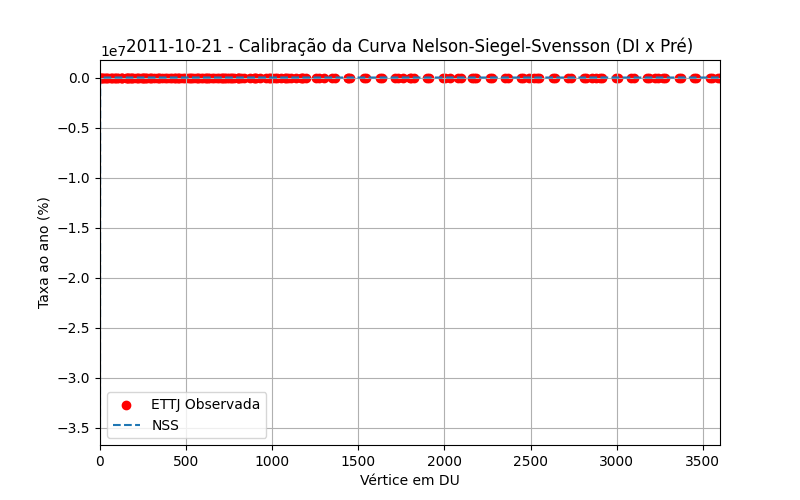 2011-10-21 - Calibração da Curva Nelson-Siegel-Svensson (DI x Pré)
1e7
0.0
−0.5
−1.0
−1.5
−2.0
−2.5
−3.0
−3.5
Taxa ao ano (%)
ETTJ Observada
NSS
0 500 1000 1500 2000 2500 3000 3500
Vértice em DU